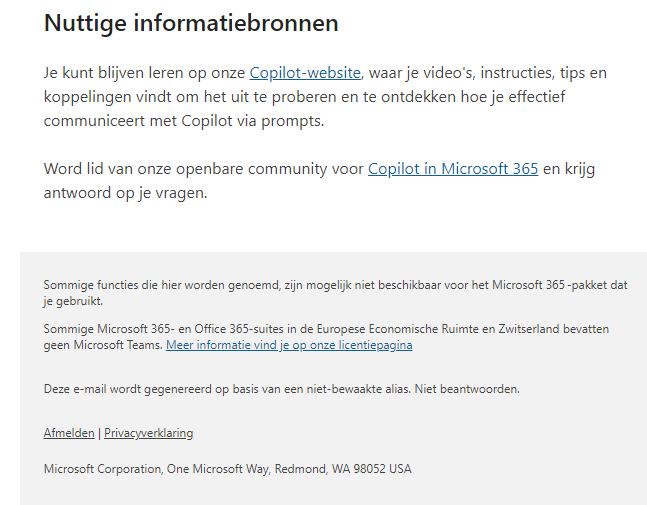 Nuttige informatiebronnen
Je kunt blijven leren op onze Copilot-website, waar je video's, instructies, tips en
koppelingen vindt om het uit te proberen en te ontdekken hoe je effectief
communiceert met Copilot via prompts.
Word lid van onze openbare community voor Copilot in Microsoft 365 en krijg
antwoord op je vragen.
Sommige functies die hier worden genoemd, zijn mogelijk niet beschikbaar voor het Microsoft 365-pakket dat
je gebruikt.
Sommige Microsoft 365- en Office 365-suites in de Europese Economische Ruimte en Zwitserland bevatten
geen Microsoft Teams. Meer informatie vind je op onze licentiepagina
Deze e-mail wordt gegenereerd op basis van een niet-bewaakte alias. Niet beantwoorden.
Afmelden | Privacyverklaring
Microsoft Corporation, One Microsoft Way, Redmond, WA 98052 USA